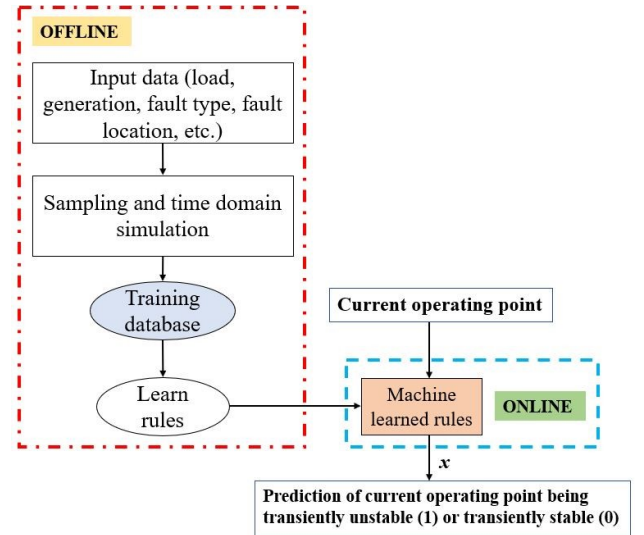 OFFLINE
Input data (load,
generation, fault type, fault
location, etc.)
Sampling and time domain
simulation
Training
database
Learn
rules
Current operating point
Machine
learned rules
ONLINE
x
Prediction of current operating point being
transiently unstable (1) or transiently stable (0)